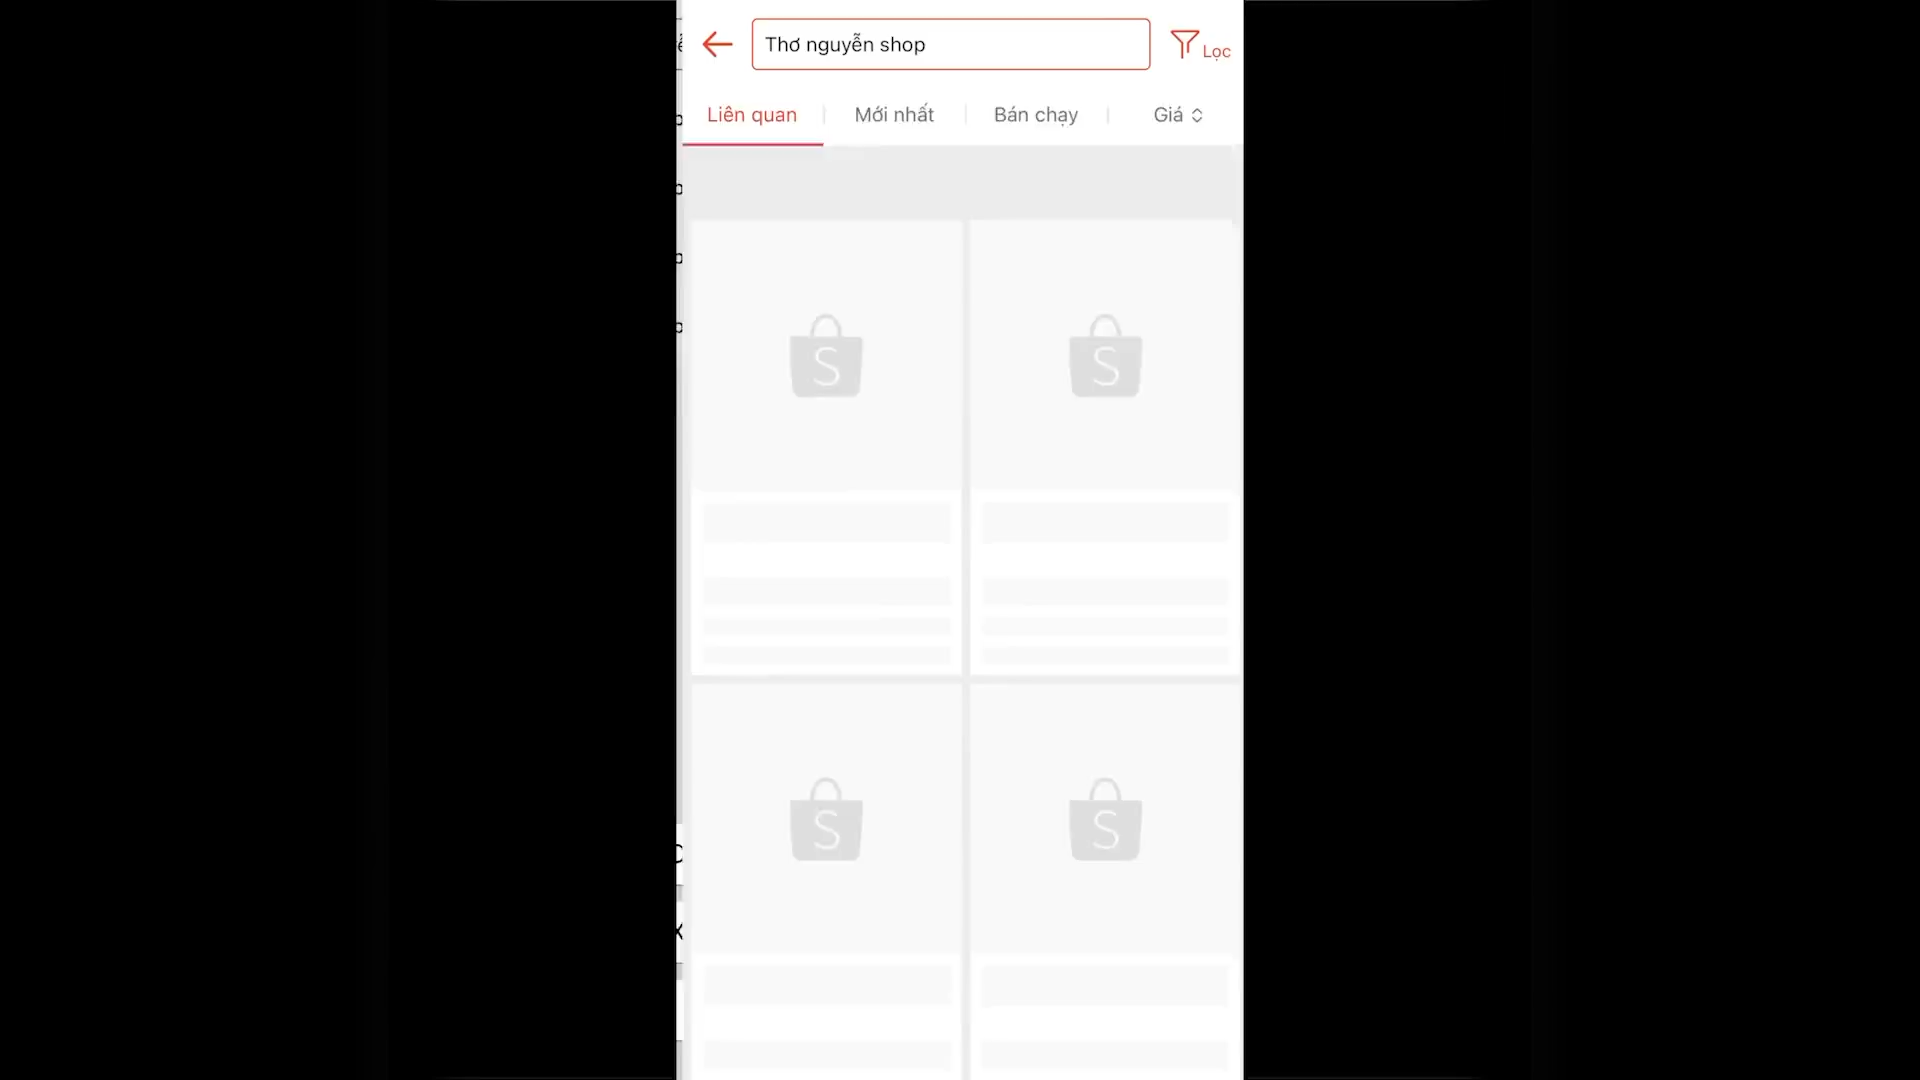 Thơ nguyễn shop
Lọc
Liên quan
Mới nhất
Bán chạy
Giá
S
S
S
S